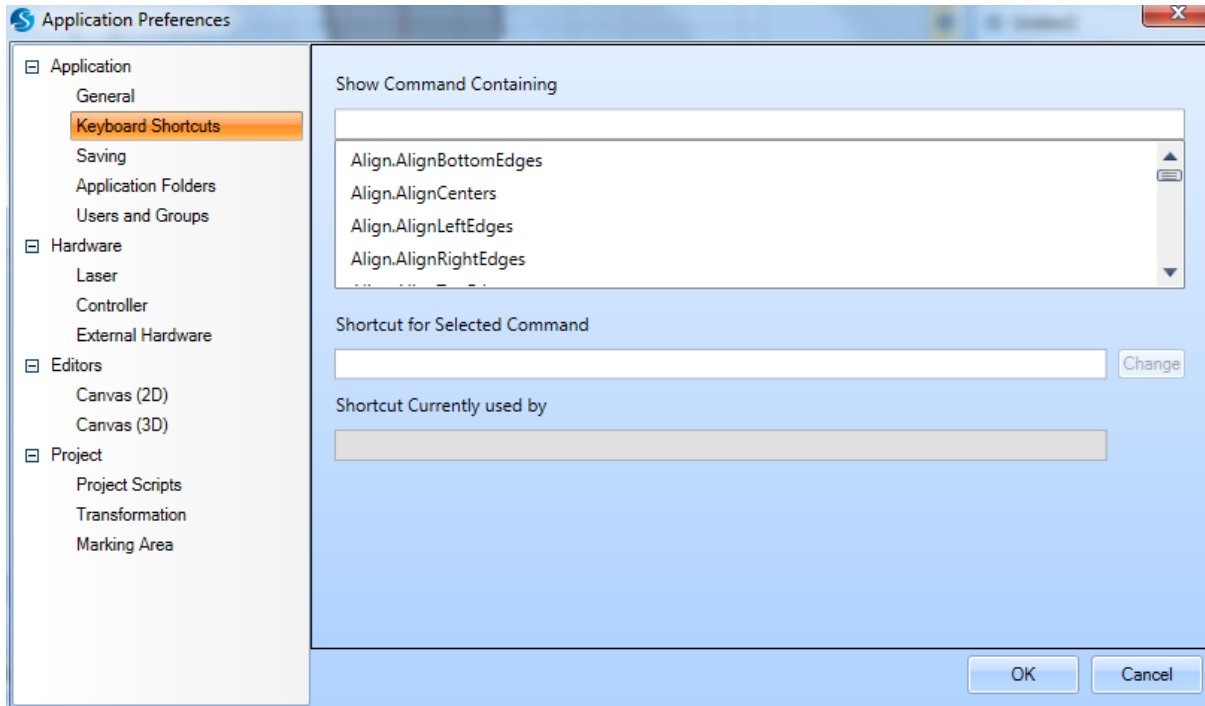 Application Preferences
Application
General
Keyboard Shortcuts
Saving
Application Folders
Users and Groups
Hardware
Laser
Controller
External Hardware
Editors
Canvas (2D)
Canvas (3D)
Project
Project Scripts
Transformation
Marking Area
Show Command Containing
Align.AlignBottomEdges
Align.AlignCenters
Align.AlignLeftEdges
Align.AlignRightEdges
Shortcut for Selected Command
Change
Shortcut Currently used by
OK
Cancel